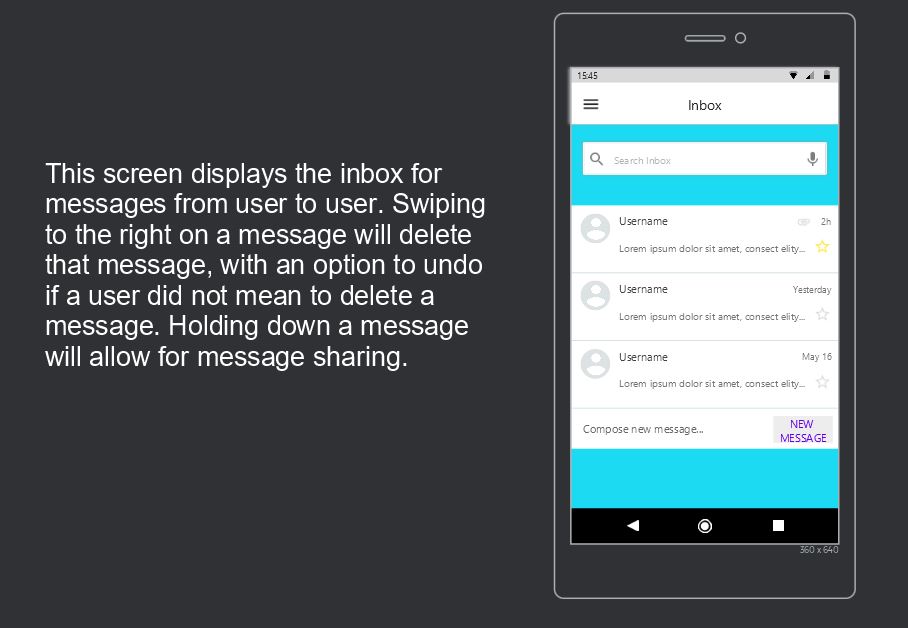 This screen displays the inbox for
messages from user to user. Swiping
to the right on a message will delete
that message, with an option to undo
if a user did not mean to delete a
message. Holding down a message
will allow for message sharing.
15:45
Inbox
Search Inbox
Username 2h
Lorem ipsum dolor sit amet, consect elity...
Username Yesterday
Lorem ipsum dolor sit amet, consect elity...
Username May 16
Lorem ipsum dolor sit amet, consect elity...
Compose new message...
NEW
MESSAGE
360 x 640